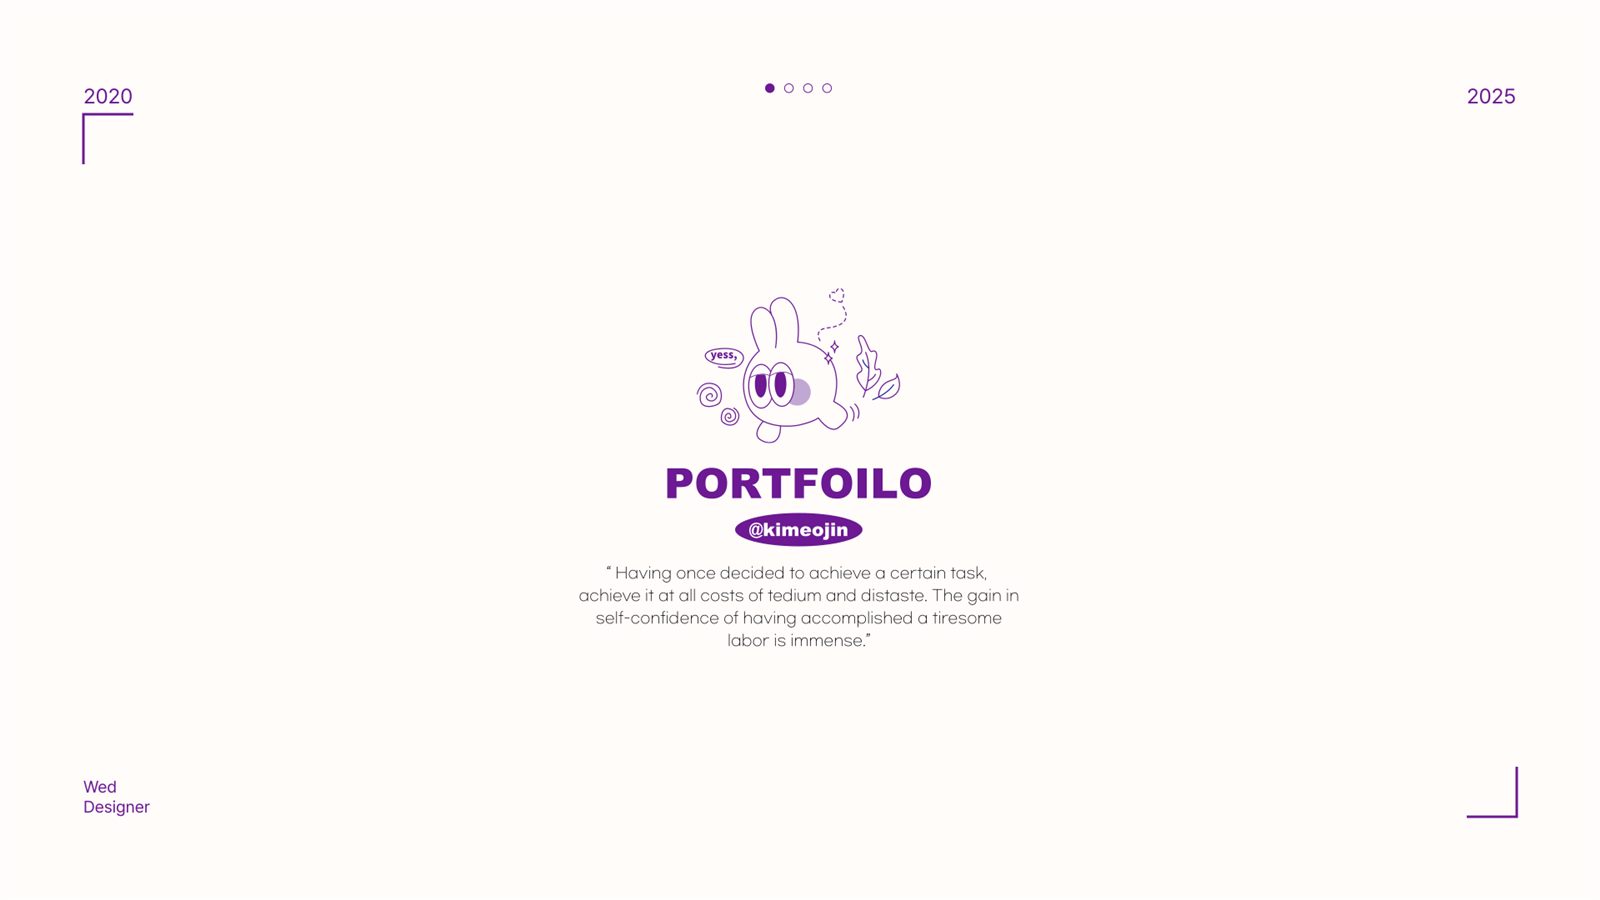 2020
2025
yess,
PORTFOILO
@kimeojin
“ Having once decided to achieve a certain task,
achieve it at all costs of tedium and distaste. The gain in
self-confidence of having accomplished a tiresome
labor is immense.”
Wed
Designer